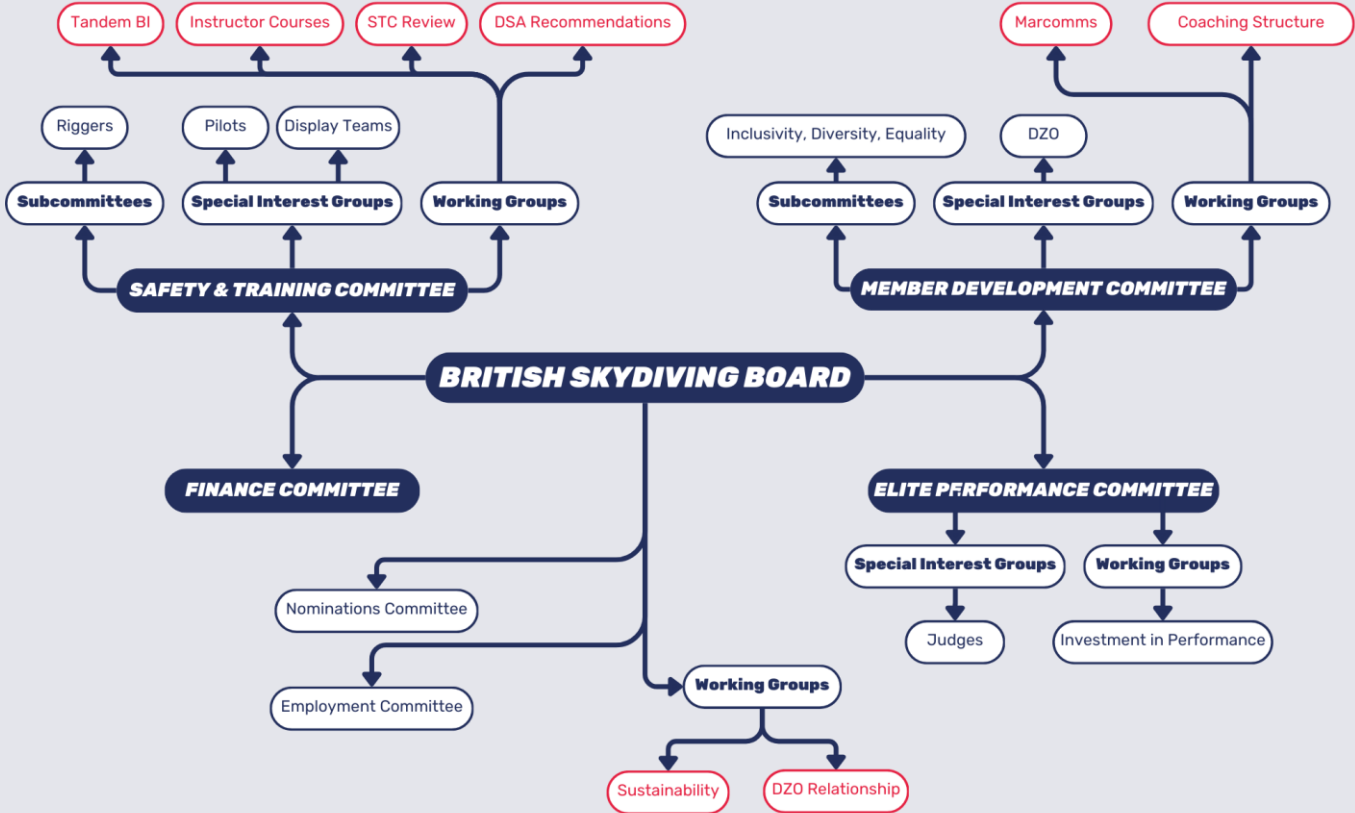 Tandem BI
Instructor Courses
STC Review
DSA Recommendations
Marcomms
Coaching Structure
Riggers
Pilots
Display Teams
Inclusivity, Diversity, Equality
DZO
Subcommittees
Special Interest Groups
Working Groups
Subcommittees
Special Interest Groups
Working Groups
SAFETY & TRAINING COMMITTEE
MEMBER DEVELOPMENT COMMITTEE
BRITISH SKYDIVING BOARD
FINANCE COMMITTEE
ELITE PERFORMANCE COMMITTEE
Special Interest Groups
Working Groups
Nominations Committee
Judges
Investment in Performance
Employment Committee
Working Groups
Sustainability
DZO Relationship